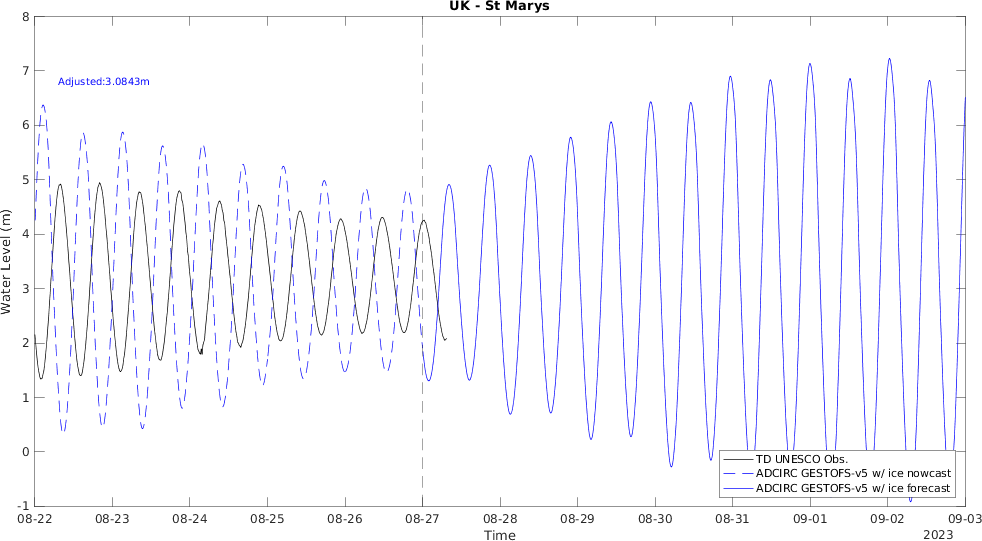 UK - St Marys
8
7
6
5
4
3
2
1
0
-1
Water Level (m)
Adjusted:3.0843m
TD UNESCO Obs.
ADCIRC GESTOFS-v5 w/ ice nowcast
ADCIRC GESTOFS-v5 w/ ice forecast
08-22 08-23 08-24 08-25 08-26 08-27 08-28 08-29 08-30 08-31 09-01 09-02 09-03
Time
2023